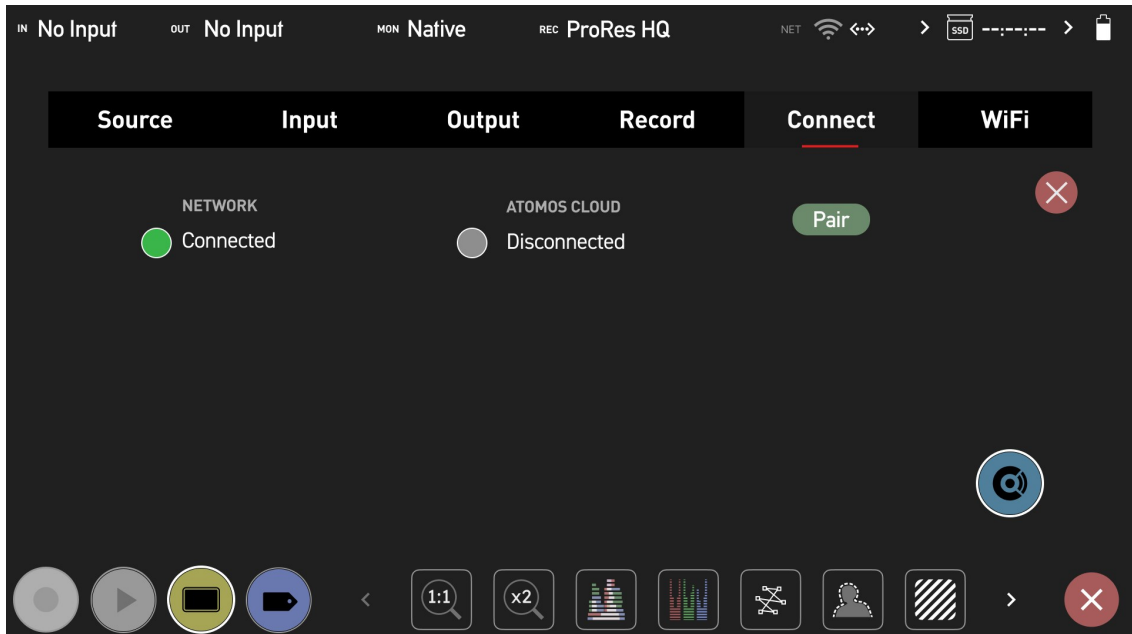 IN No Input OUT No Input MON Native REC ProRes HQ NET SSD --:--:--
Source Input Output Record Connect WiFi
NETWORK ATOMOS CLOUD
Pair
Connected Disconnected
1:1 x2